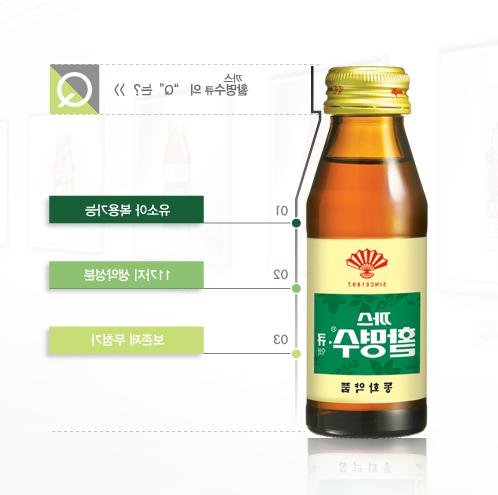 Q
까스
활명수큐 의 “Q” 는? >>
01 유소아 복용가능
02 11가지 생약성분
03 보존제 무첨가
SINCE1897
까스
활명수®·큐
액
동화약품